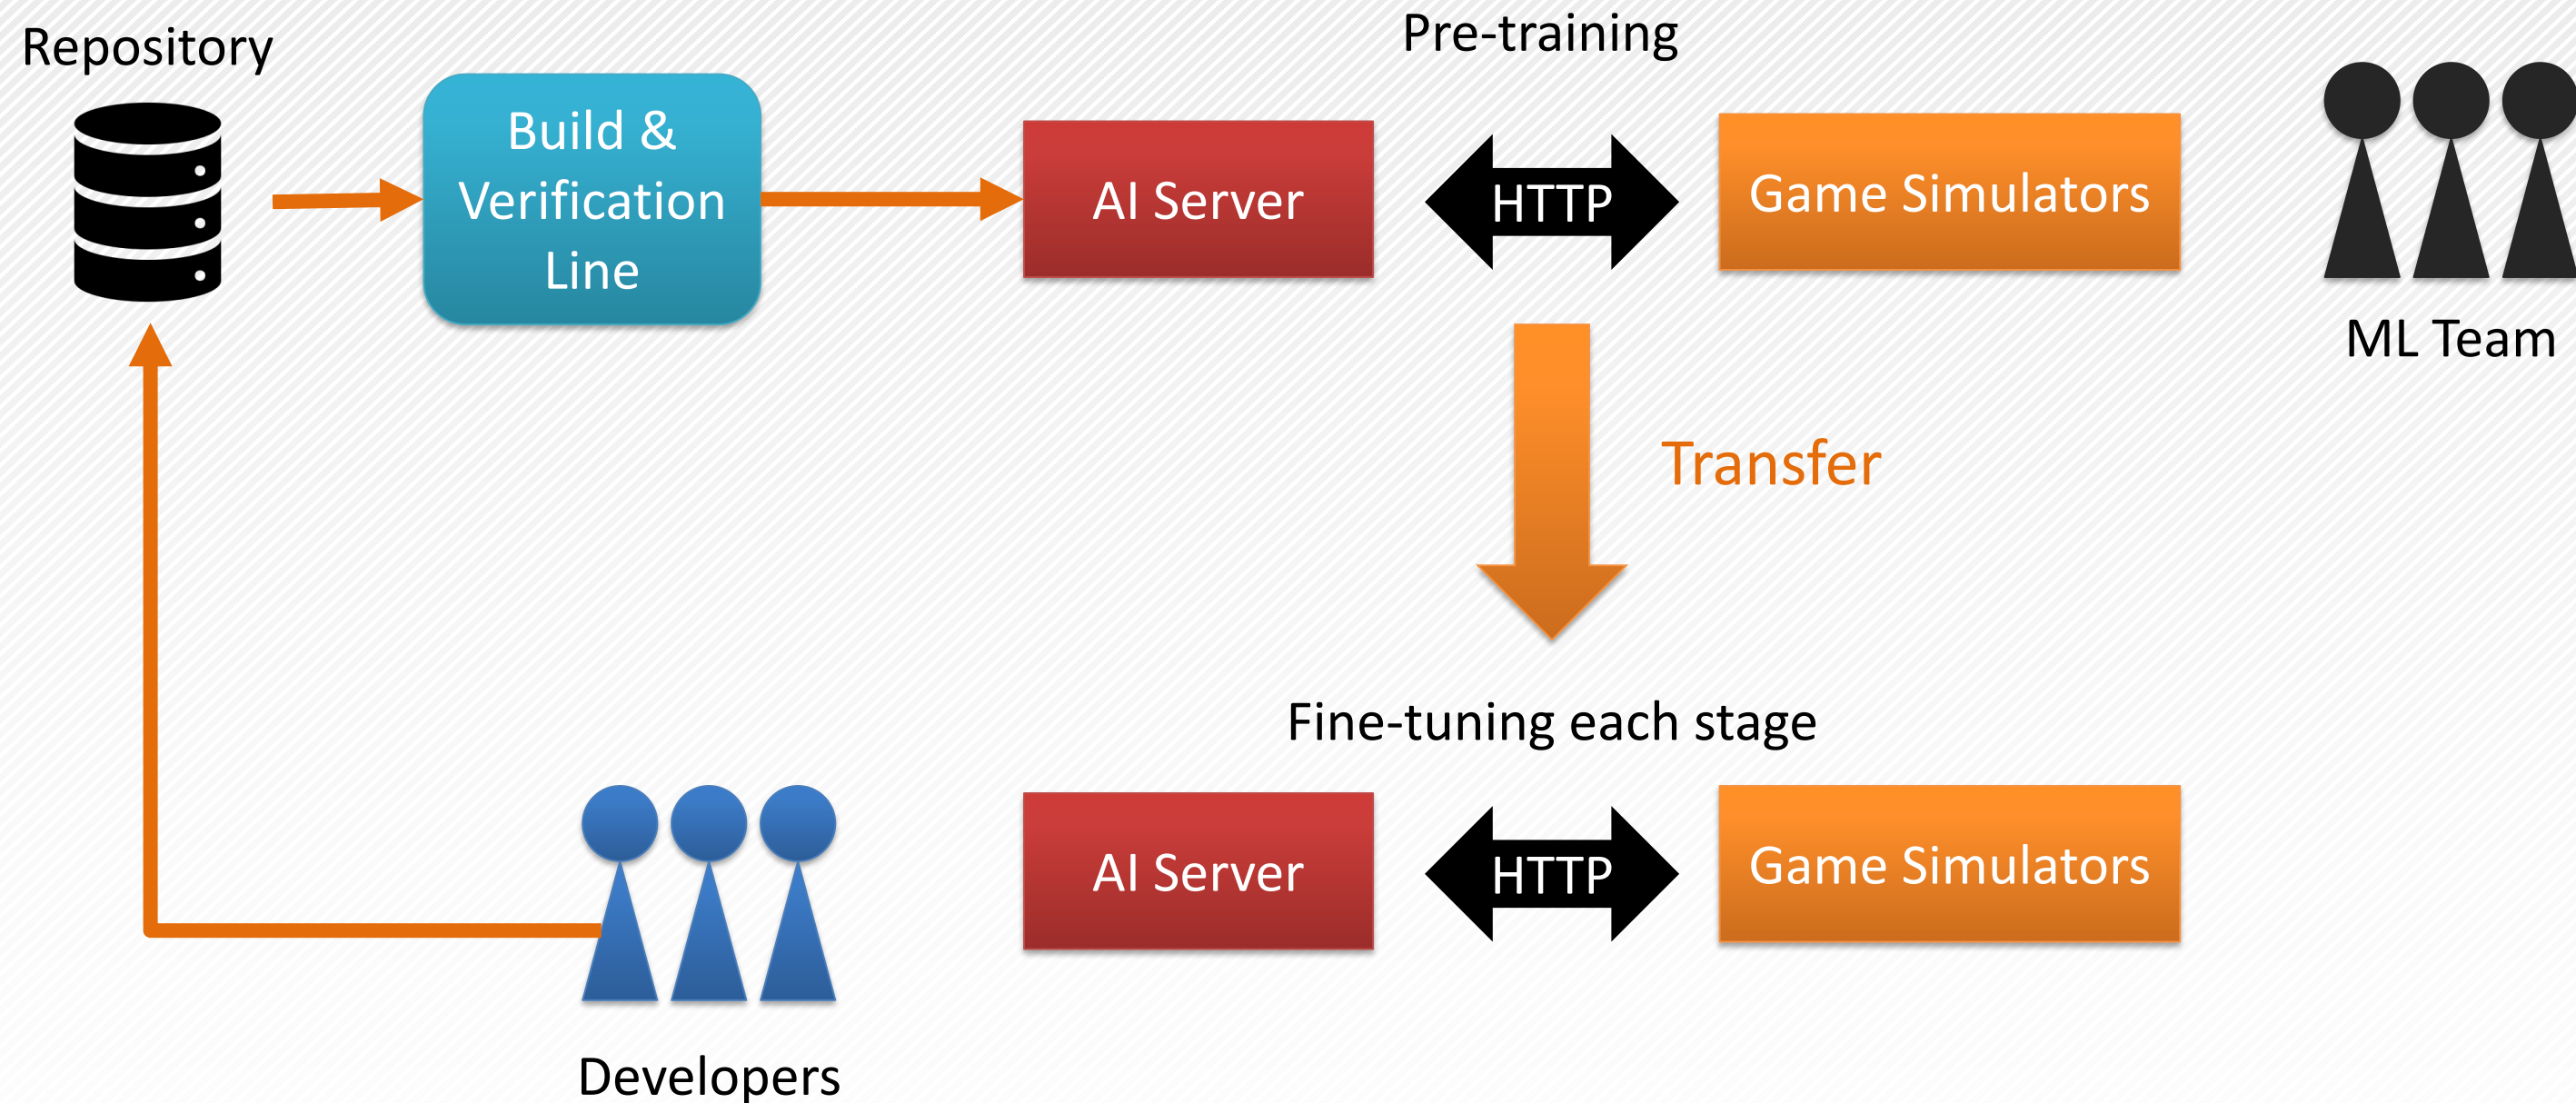 Repository
Pre-training
Build &
Verification
Line
AI Server
HTTP
Game Simulators
ML Team
Transfer
Fine-tuning each stage
AI Server
HTTP
Game Simulators
Developers